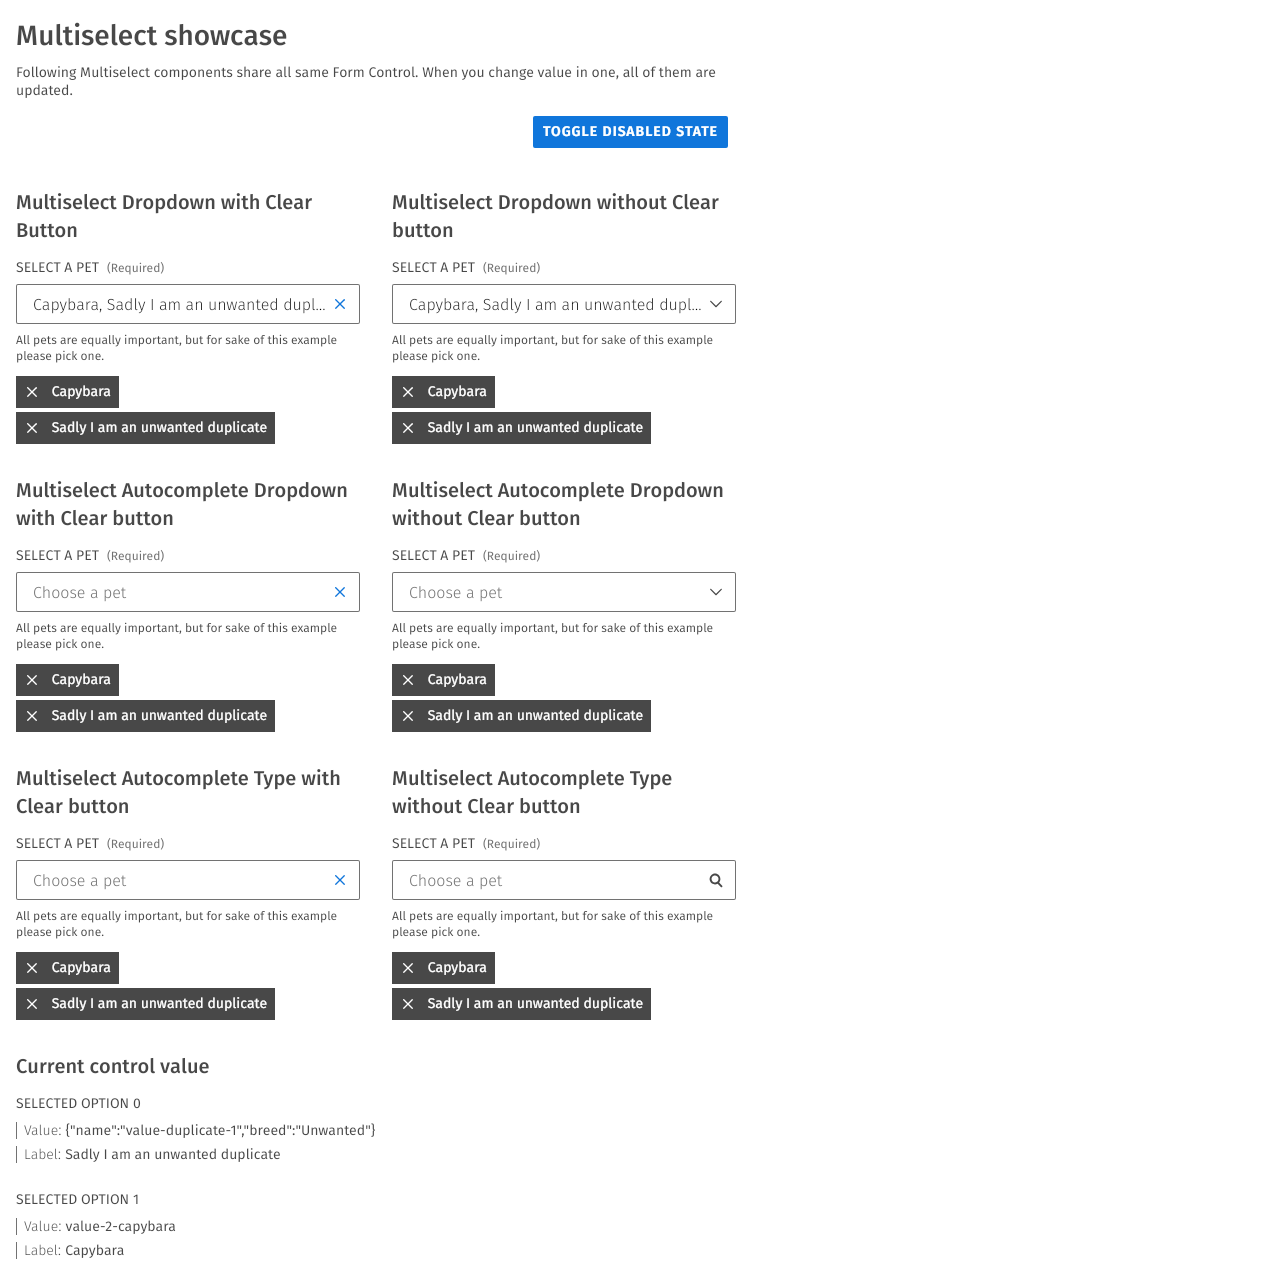 Multiselect showcase
Following Multiselect components share all same Form Control. When you change value in one, all of them are
updated.
TOGGLE DISABLED STATE
Multiselect Dropdown with Clear
Button
SELECT A PET (Required)
Capybara, Sadly I am an unwanted dupl...
All pets are equally important, but for sake of this example
please pick one.
Capybara
Sadly I am an unwanted duplicate
Multiselect Dropdown without Clear
button
SELECT A PET (Required)
Capybara, Sadly I am an unwanted dupl...
All pets are equally important, but for sake of this example
please pick one.
Capybara
Sadly I am an unwanted duplicate
Multiselect Autocomplete Dropdown
with Clear button
SELECT A PET (Required)
Choose a pet
All pets are equally important, but for sake of this example
please pick one.
Capybara
Sadly I am an unwanted duplicate
Multiselect Autocomplete Dropdown
without Clear button
SELECT A PET (Required)
Choose a pet
All pets are equally important, but for sake of this example
please pick one.
Capybara
Sadly I am an unwanted duplicate
Multiselect Autocomplete Type with
Clear button
SELECT A PET (Required)
Choose a pet
All pets are equally important, but for sake of this example
please pick one.
Capybara
Sadly I am an unwanted duplicate
Multiselect Autocomplete Type
without Clear button
SELECT A PET (Required)
Choose a pet
All pets are equally important, but for sake of this example
please pick one.
Capybara
Sadly I am an unwanted duplicate
Current control value
SELECTED OPTION 0
Value: {"name":"value-duplicate-1","breed":"Unwanted"}
Label: Sadly I am an unwanted duplicate
SELECTED OPTION 1
Value: value-2-capybara
Label: Capybara